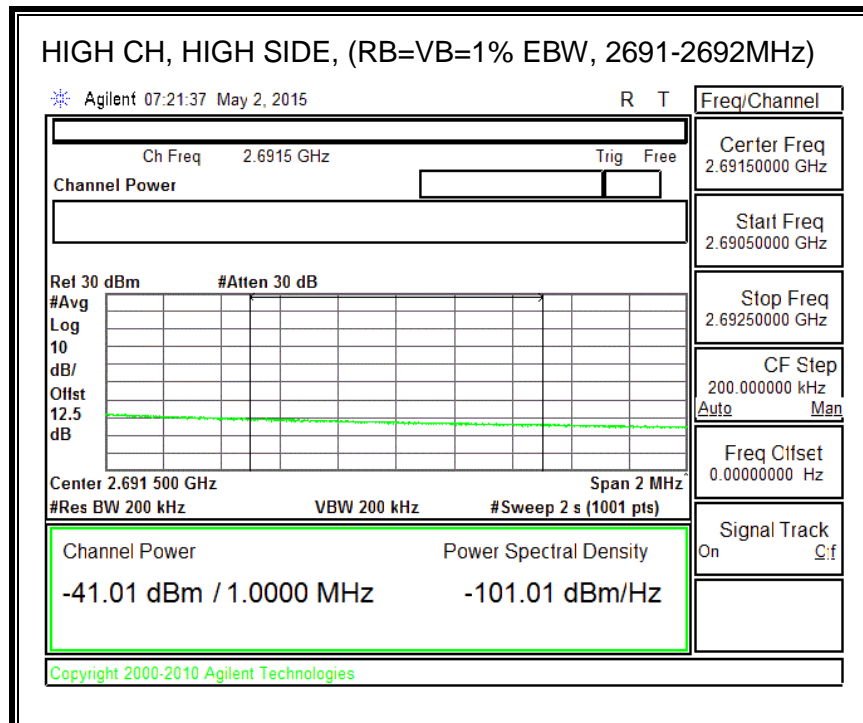 HIGH CH, HIGH SIDE, (RB=VB=1% EBW, 2691-2692MHz)
Agilent 07:21:37 May 2, 2015 R T
Freq/Channel
Ch Freq 2.6915 GHz Trig Free
Channel Power
Center Freq
2.69150000 GHz
Start Freq
2.69050000 GHz
Stop Freq
2.69250000 GHz
CF Step
200.000000 kHz
Auto Man
Freq Offset
0.00000000 Hz
Signal Track
On Off
Ref 30 dBm #Atten 30 dB
#Avg
Log
10
dB/
Offst
12.5
dB
Center 2.691 500 GHz Span 2 MHz
#Res BW 200 kHz VBW 200 kHz #Sweep 2 s (1001 pts)
Channel Power Power Spectral Density
-41.01 dBm / 1.0000 MHz -101.01 dBm/Hz
Copyright 2000-2010 Agilent Technologies